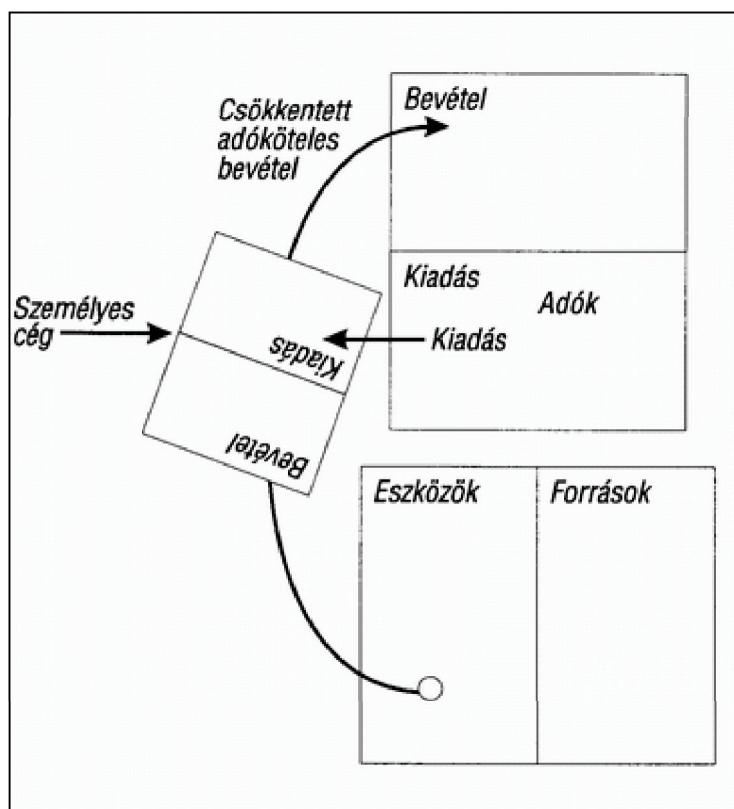 Csökkentett
adóköteles
bevétel
Bevétel
Kiadás
Adók
Kiadás
Személyes
cég
Kiadás
Bevétel
Eszközök
Források